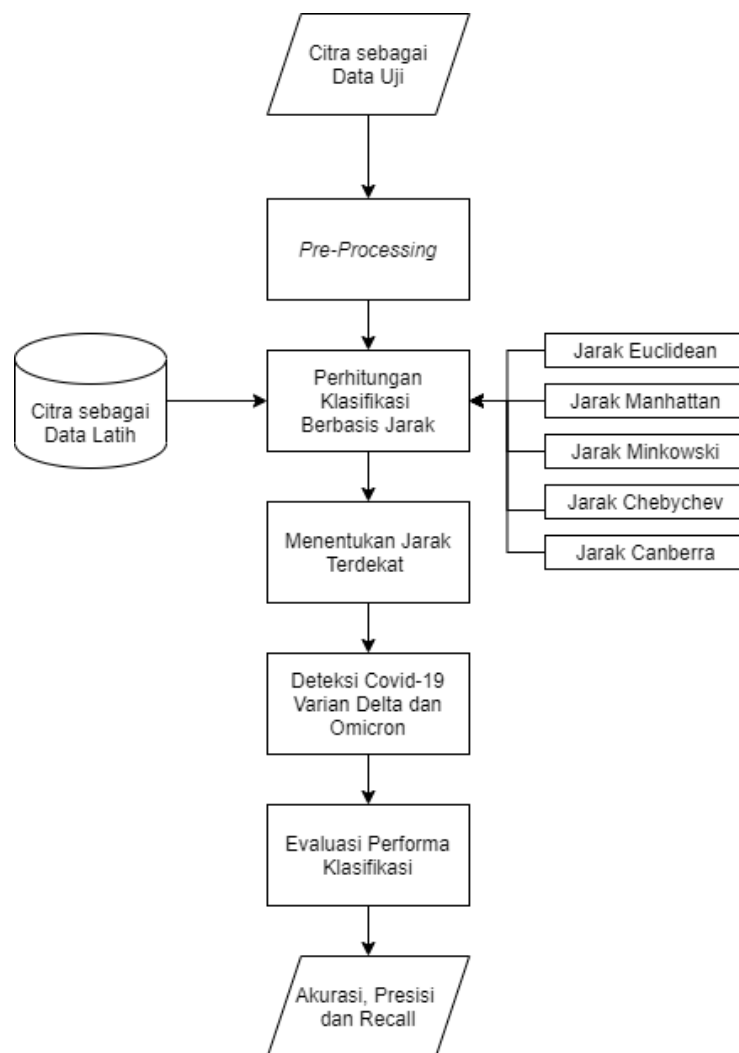 Citra sebagai
Data Uji
Pre-Processing
Citra sebagai
Data Latih
Perhitungan
Klasifikasi
Berbasis Jarak
Jarak Euclidean
Jarak Manhattan
Jarak Minkowski
Jarak Chebychev
Jarak Canberra
Menentukan Jarak
Terdekat
Deteksi Covid-19
Varian Delta dan
Omicron
Evaluasi Performa
Klasifikasi
Akurasi, Presisi
dan Recall